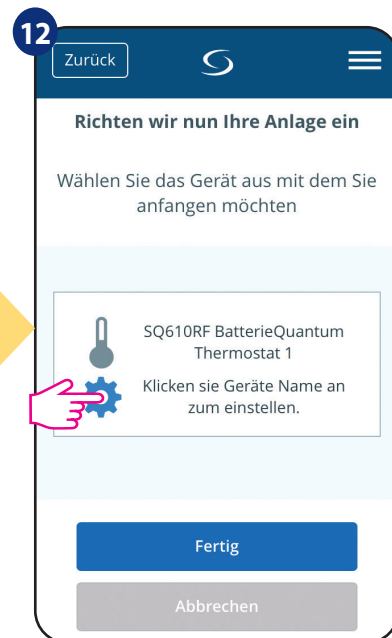 12
Zurück
Richten wir nun Ihre Anlage ein
Wählen Sie das Gerät aus mit dem Sie
anfangen möchten
SQ610RF BatterieQuantum
Thermostat 1
Klicken sie Geräte Name an
zum einstellen.
Fertig
Abbrechen